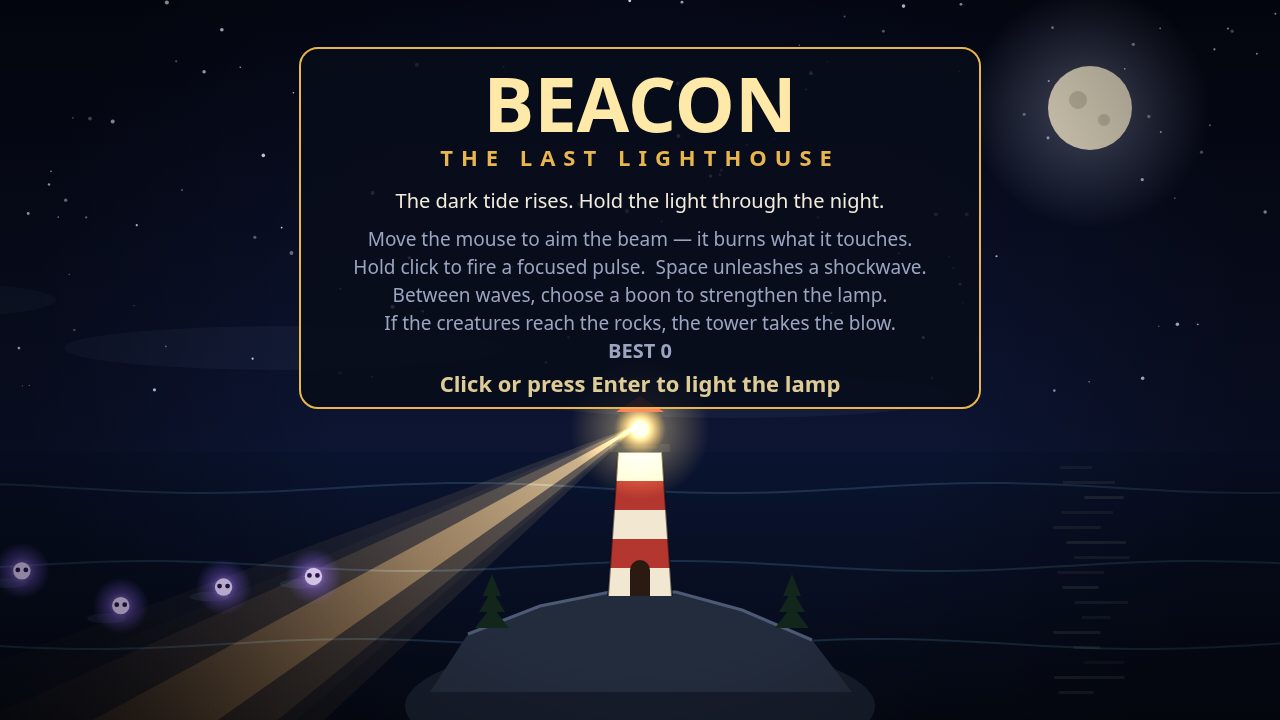 BEACON
THE LAST LIGHTHOUSE
The dark tide rises. Hold the light through the night.
Move the mouse to aim the beam — it burns what it touches.
Hold click to fire a focused pulse.  Space unleashes a shockwave.
Between waves, choose a boon to strengthen the lamp.
If the creatures reach the rocks, the tower takes the blow.
BEST 0
Click or press Enter to light the lamp